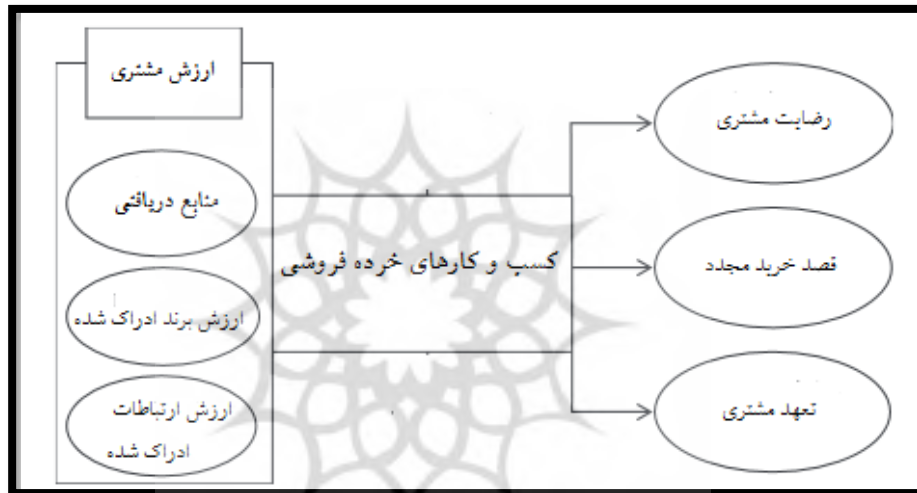 ارزش مشتری
منابع دریافتی
ارزش برند ادراک شده
ارزش ارتباطات
ادراک شده
کسب و کارهای خرده فروشی
رضایت مشتری
قصد خرید مجدد
تعهد مشتری